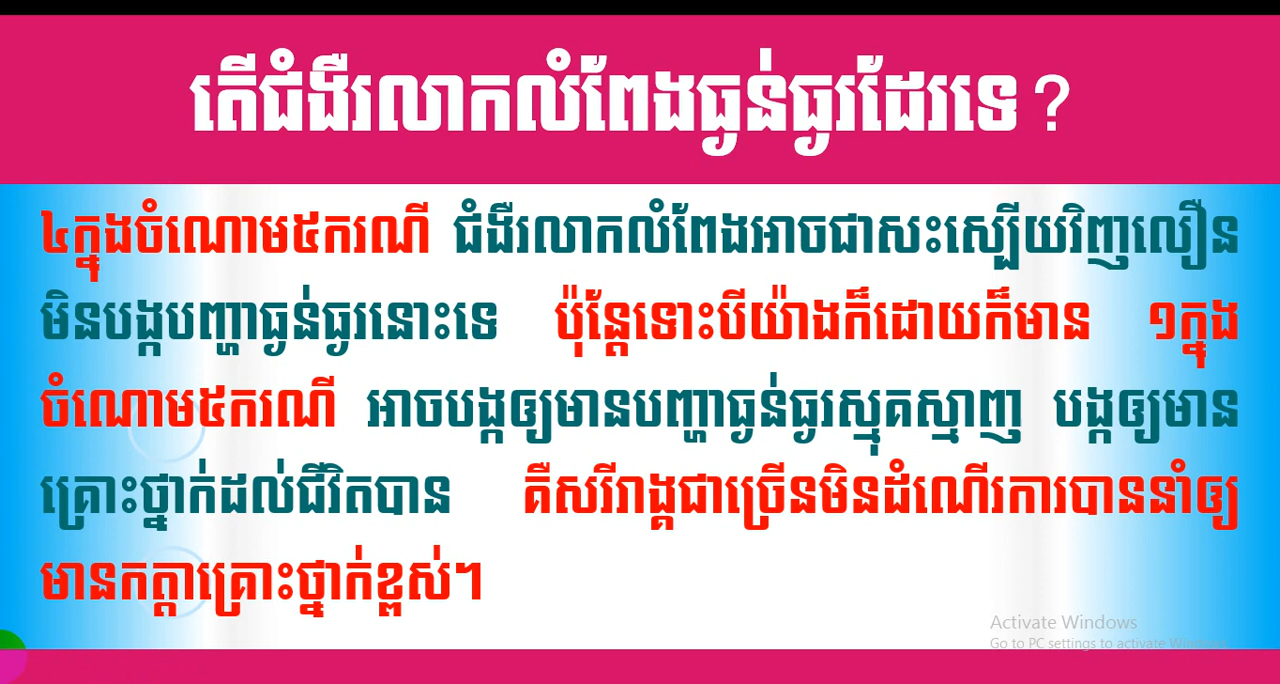 តើជំងឺរលាកលំពែងធ្ងន់ធ្ងរដែរទេ?
៤ក្នុងចំណោម៥ករណី ជំងឺរលាកលំពែងអាចជាសះស្បើយវិញលឿន
មិនបង្កបញ្ហាធ្ងន់ធ្ងរនោះទេ ប៉ុន្តែទោះបីយ៉ាងក៏ដោយក៏មាន ១ក្នុង
ចំណោម៥ករណី អាចបង្កឲ្យមានបញ្ហាធ្ងន់ធ្ងរស្មុគស្មាញ បង្កឲ្យមាន
គ្រោះថ្នាក់ដល់ជីវិតបាន គឺសរីរាង្គជាច្រើនមិនដំណើរការបាននាំឲ្យ
មានកត្តាគ្រោះថ្នាក់ខ្ពស់។
Activate Windows
Go to PC settings to activate Windows.